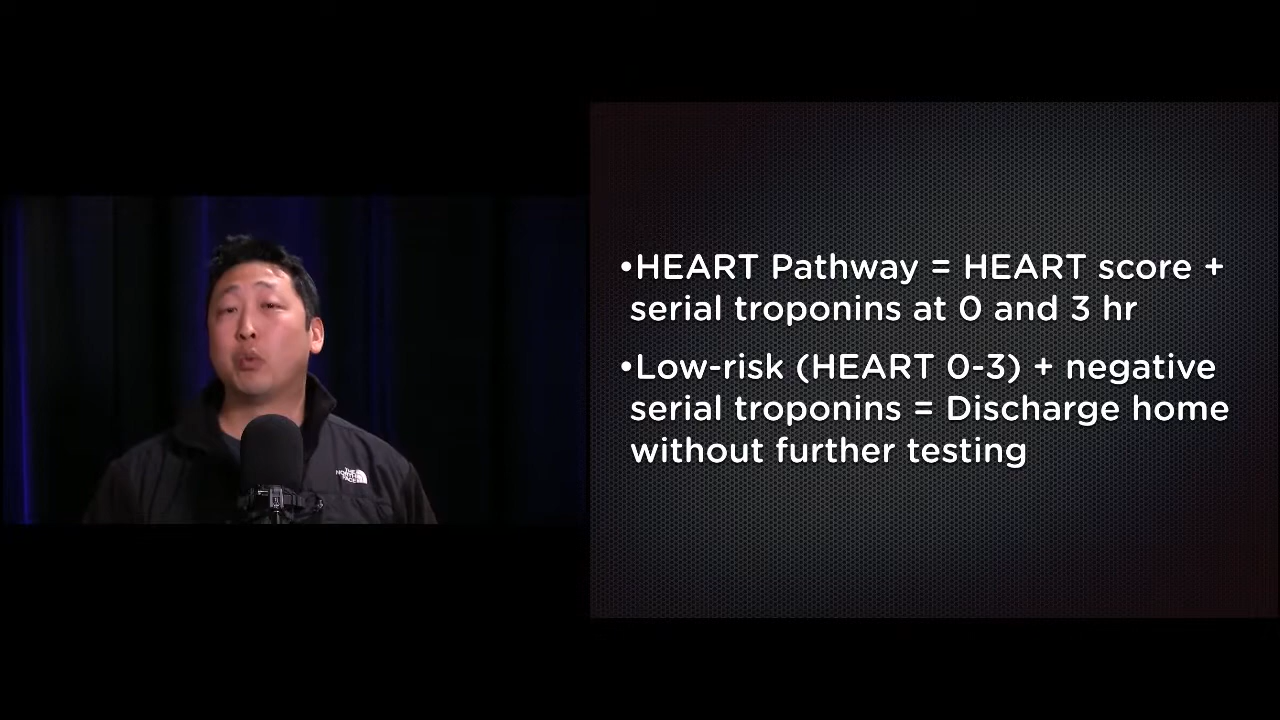 •HEART Pathway = HEART score +
serial troponins at 0 and 3 hr
•Low-risk (HEART 0-3) + negative
serial troponins = Discharge home
without further testing
THE
NORTH
FACE